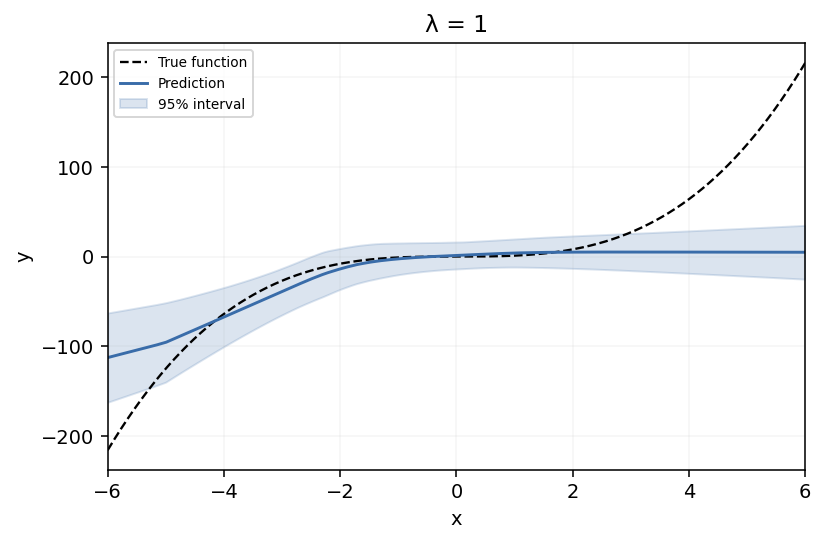 λ = 1
True function
Prediction
95% interval
200
100
0
−100
−200
y
−6
−4
−2
0
2
4
6
x